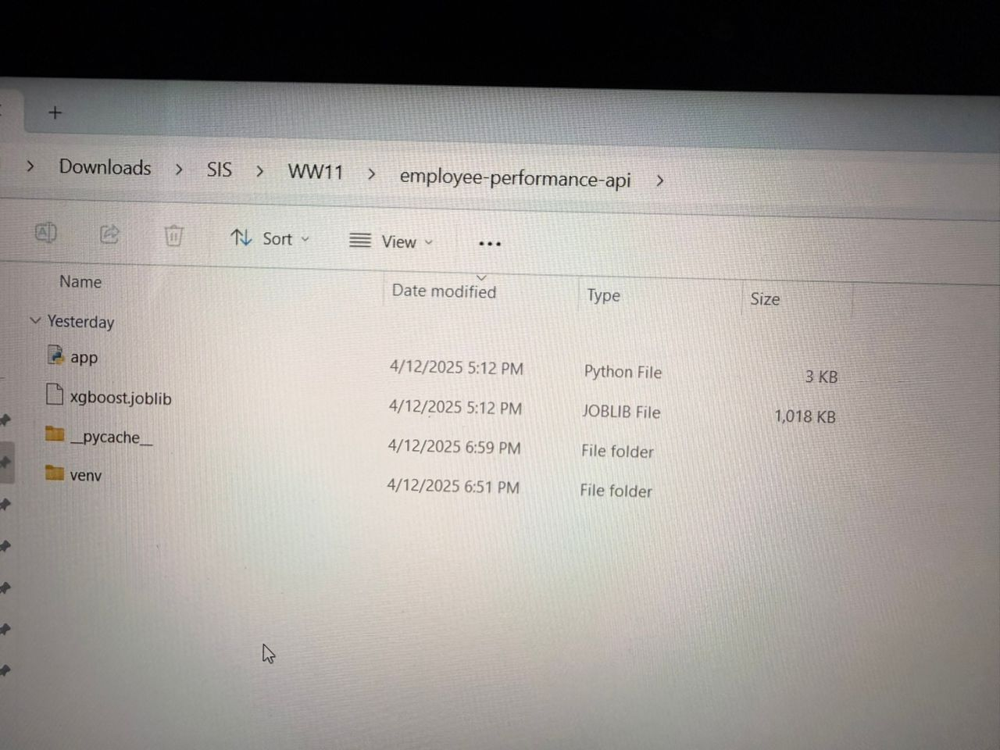 Downloads > SIS > WW11 > employee-performance-api >
Sort View ...
Name Date modified Type Size
Yesterday
app 4/12/2025 5:12 PM Python File 3 KB
xgboost.joblib 4/12/2025 5:12 PM JOBLIB File 1,018 KB
__pycache__ 4/12/2025 6:59 PM File folder
venv 4/12/2025 6:51 PM File folder